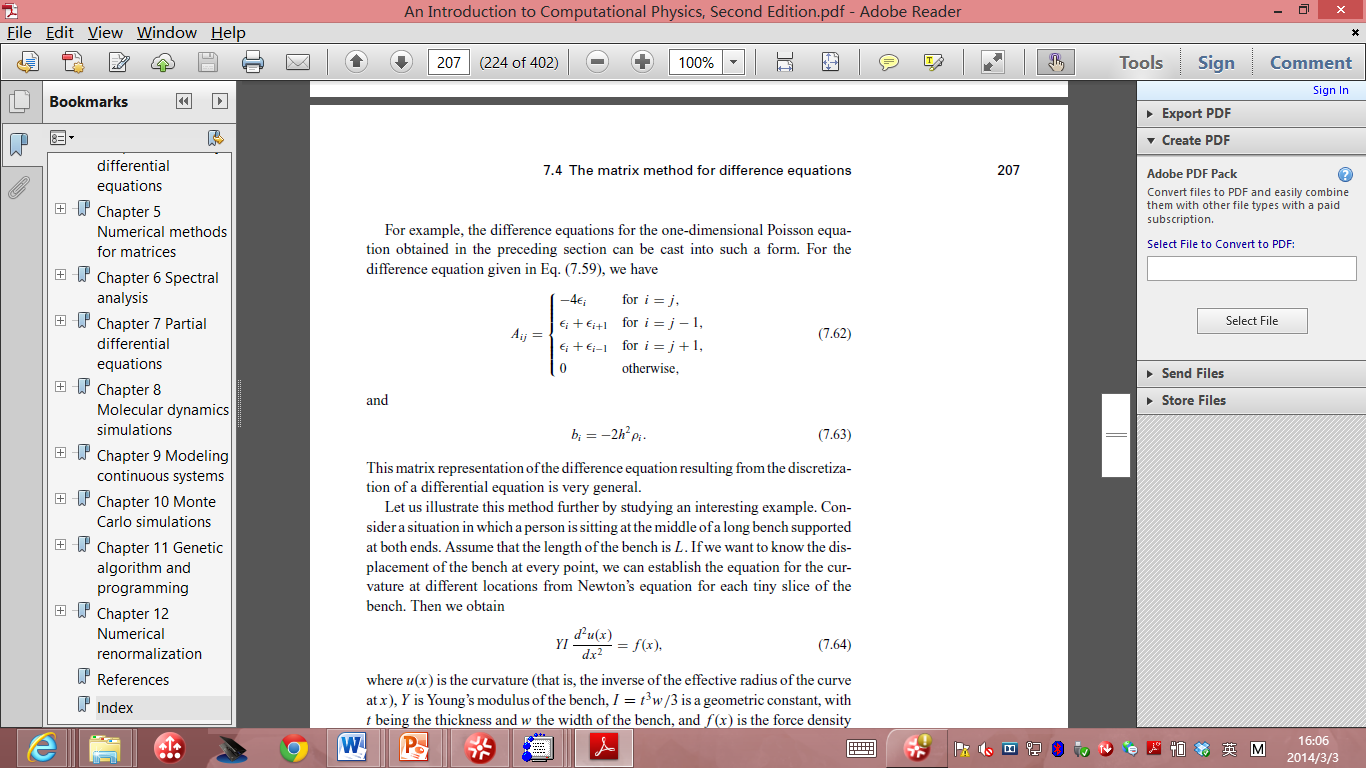 An Introduction to Computational Physics, Second Edition.pdf - Adobe Reader
File Edit View Window Help
207 (224 of 402) 100% Tools Sign Comment
Sign In
Bookmarks
differential
equations
Chapter 5
Numerical methods
for matrices
Chapter 6 Spectral
analysis
Chapter 7 Partial
differential
equations
Chapter 8
Molecular dynamics
simulations
Chapter 9 Modeling
continuous systems
Chapter 10 Monte
Carlo simulations
Chapter 11 Genetic
algorithm and
programming
Chapter 12
Numerical
renormalization
References
Index
7.4 The matrix method for difference equations 207
For example, the difference equations for the one-dimensional Poisson equa-
tion obtained in the preceding section can be cast into such a form. For the
difference equation given in Eq. (7.59), we have
−4ϵᵢ for i = j,
ϵᵢ + ϵᵢ₊₁ for i = j − 1,
Aᵢⱼ = (7.62)
ϵᵢ + ϵᵢ₋₁ for i = j + 1,
0 otherwise,
and
bᵢ = −2h²ρᵢ. (7.63)
This matrix representation of the difference equation resulting from the discretiza-
tion of a differential equation is very general.
Let us illustrate this method further by studying an interesting example. Con-
sider a situation in which a person is sitting at the middle of a long bench supported
at both ends. Assume that the length of the bench is L. If we want to know the dis-
placement of the bench at every point, we can establish the equation for the cur-
vature at different locations from Newton's equation for each tiny slice of the
bench. Then we obtain
YI d²u(x)/dx² = f(x), (7.64)
where u(x) is the curvature (that is, the inverse of the effective radius of the curve
at x), Y is Young's modulus of the bench, I = t³w/3 is a geometric constant, with
t being the thickness and w the width of the bench, and f(x) is the force density
Export PDF
Create PDF
Adobe PDF Pack
Convert files to PDF and easily combine
them with other file types with a paid
subscription.
Select File to Convert to PDF:
Select File
Send Files
Store Files
英 M
16:06
2014/3/3